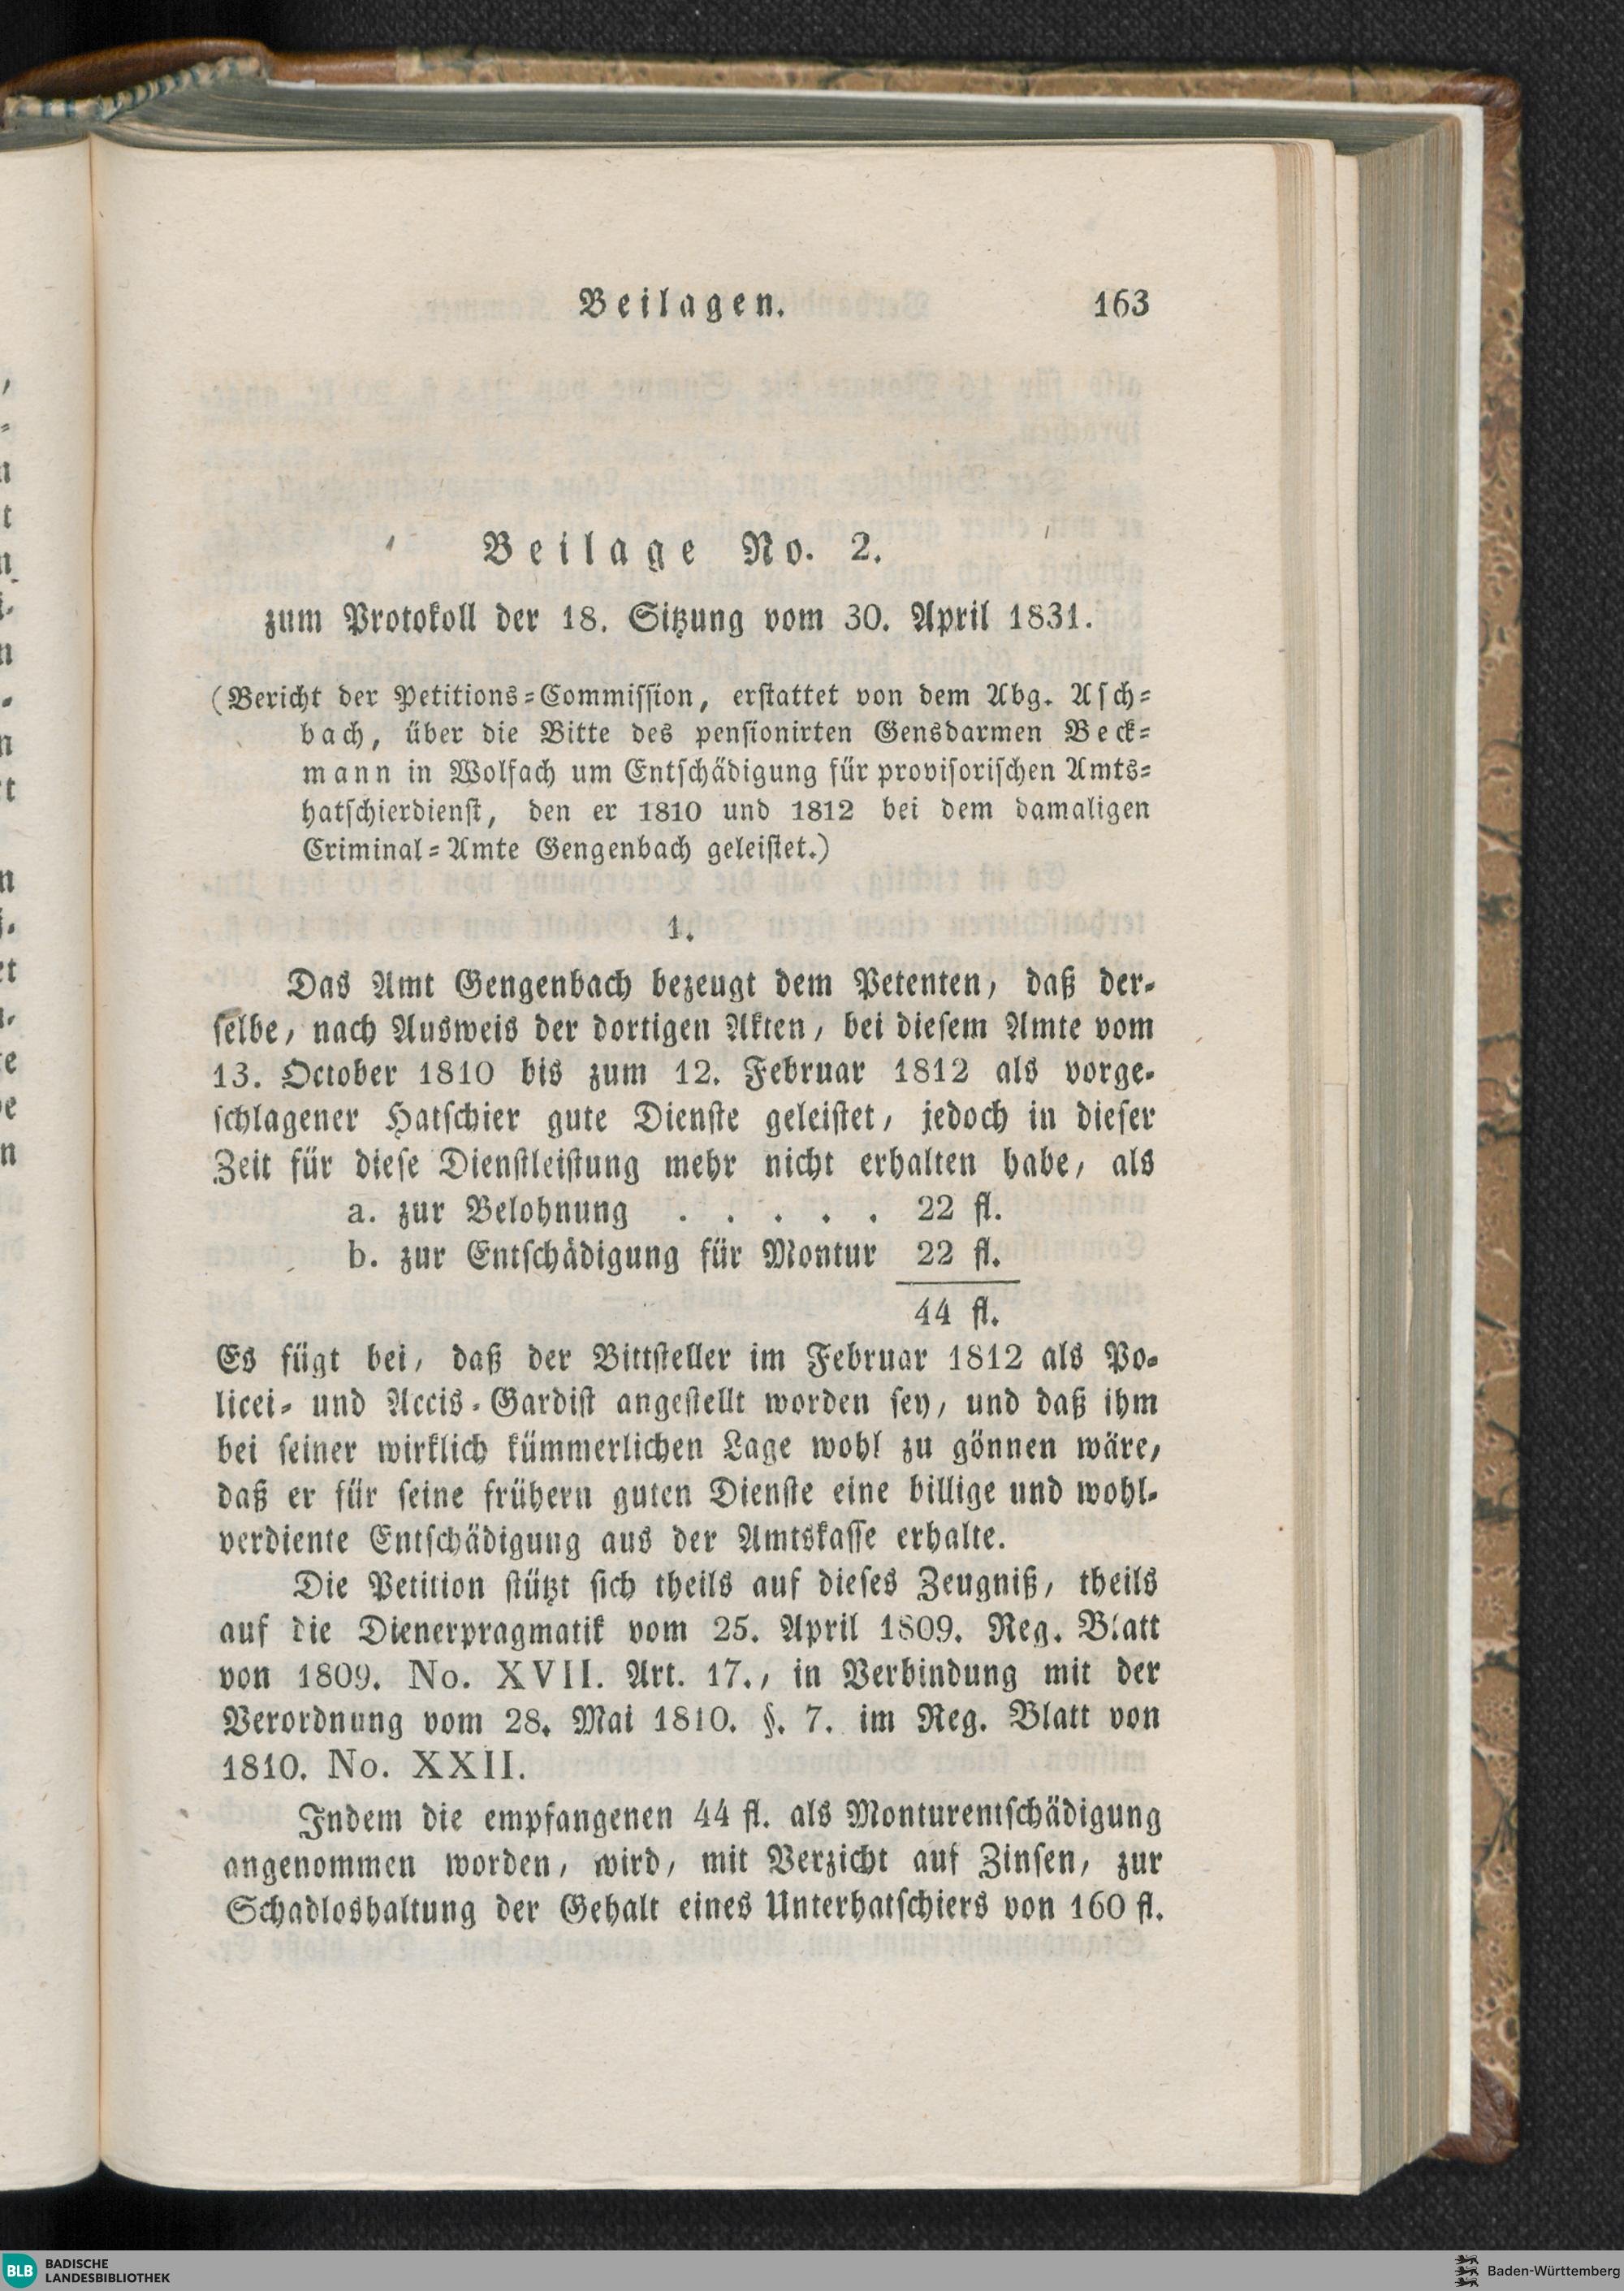 Beilagen. 163
Beilage No. 2.
zum Protokoll der 18. Sitzung vom 30. April 1831.
(Bericht der Petitions=Commission, erstattet von dem Abg. Asch=
bach, über die Bitte des pensionirten Gensdarmen Beck=
mann in Wolfach um Entschädigung für provisorischen Amts=
hatschierdienst, den er 1810 und 1812 bei dem damaligen
Criminal=Amte Gengenbach geleistet.)
1.
Das Amt Gengenbach bezeugt dem Petenten, daß der-
selbe, nach Ausweis der dortigen Akten, bei diesem Amte vom
13. October 1810 bis zum 12. Februar 1812 als vorge-
schlagener Hatschier gute Dienste geleistet, jedoch in dieser
Zeit für diese Dienstleistung mehr nicht erhalten habe, als
a. zur Belohnung . . . . . 22 fl.
b. zur Entschädigung für Montur 22 fl.
44 fl.
Es fügt bei, daß der Bittsteller im Februar 1812 als Po-
licei- und Accis-Gardist angestellt worden sey, und daß ihm
bei seiner wirklich kümmerlichen Lage wohl zu gönnen wäre,
daß er für seine frühern guten Dienste eine billige und wohl-
verdiente Entschädigung aus der Amtskasse erhalte.
Die Petition stützt sich theils auf dieses Zeugniß, theils
auf die Dienerpragmatik vom 25. April 1809. Reg. Blatt
von 1809. No. XVII. Art. 17., in Verbindung mit der
Verordnung vom 28. Mai 1810. §. 7. im Reg. Blatt von
1810. No. XXII.
Indem die empfangenen 44 fl. als Monturentschädigung
angenommen worden, wird, mit Verzicht auf Zinsen, zur
Schadloshaltung der Gehalt eines Unterhatschiers von 160 fl.
BLB BADISCHE
LANDESBIBLIOTHEK
Baden-Württemberg